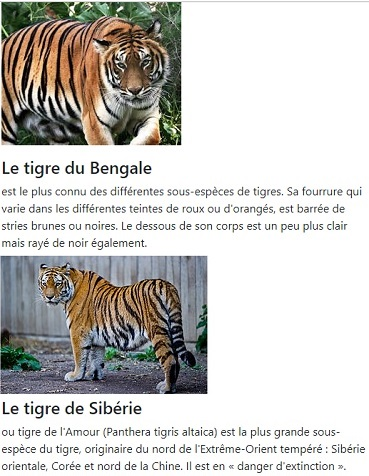 Le tigre du Bengale
est le plus connu des différentes sous-espèces de tigres. Sa fourrure qui
varie dans les différentes teintes de roux ou d'orangés, est barrée de
stries brunes ou noires. Le dessous de son corps est un peu plus clair
mais rayé de noir également.
Le tigre de Sibérie
ou tigre de l'Amour (Panthera tigris altaica) est la plus grande sous-
espèce du tigre, originaire du nord de l'Extrême-Orient tempéré : Sibérie
orientale, Corée et nord de la Chine. Il est en « danger d'extinction ».